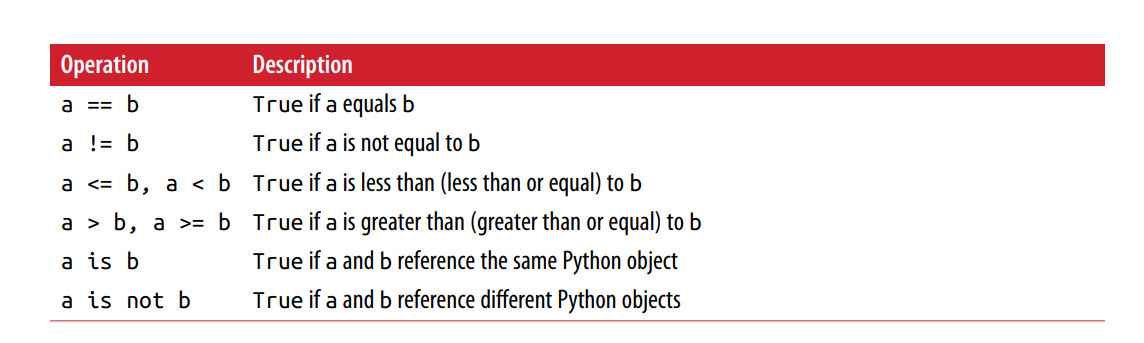 Operation Description
a == b True if a equals b
a != b True if a is not equal to b
a <= b, a < b True if a is less than (less than or equal) to b
a > b, a >= b True if a is greater than (greater than or equal) to b
a is b True if a and b reference the same Python object
a is not b True if a and b reference different Python objects